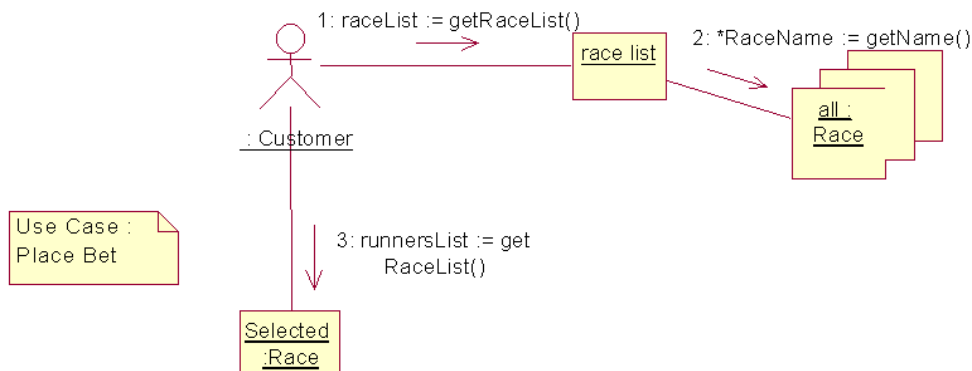 1: raceList := getRaceList()
race list
2: *RaceName := getName()
all :
Race
: Customer
Use Case :
Place Bet
3: runnersList := get
RaceList()
Selected
:Race